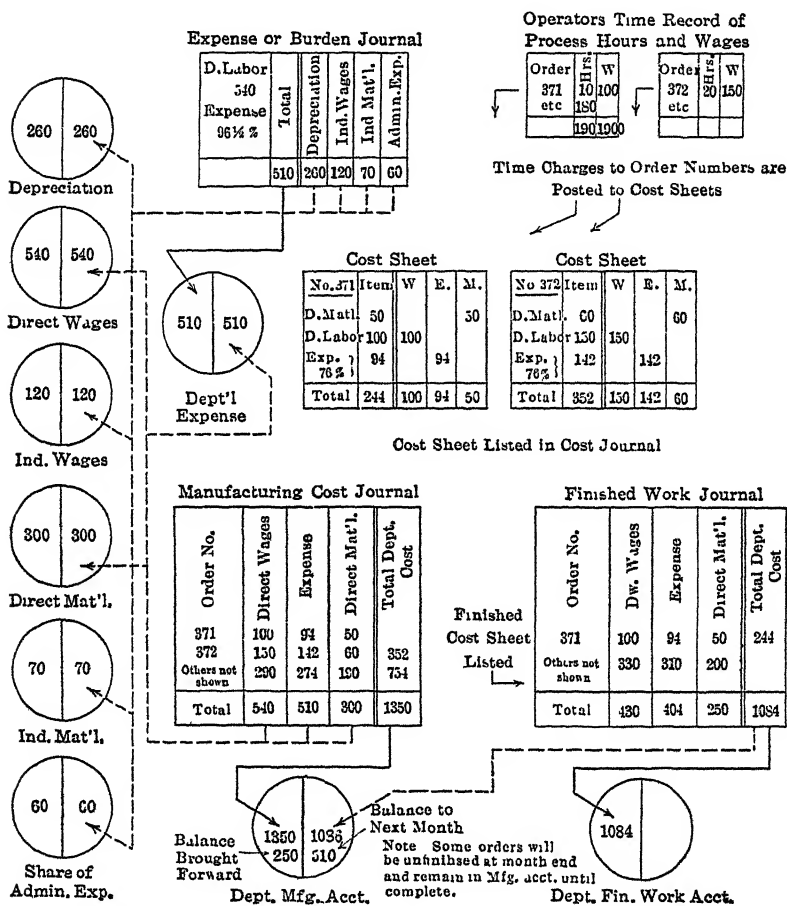 Operators Time Record of
Process Hours and Wages
Order Hrs. W
371 10 100
etc 180
190 1900
Order Hrs. W
372 20 150
etc
Time Charges to Order Numbers are
Posted to Cost Sheets
Expense or Burden Journal
D.Labor
540
Expense
96¼ %
Total Depreciation Ind.Wages Ind Mat'l. Admin.Exp.
510 260 120 70 60
260 260
Depreciation
540 540
Direct Wages
120 120
Ind. Wages
300 300
Direct Mat'l.
70 70
Ind. Mat'l.
60 60
Share of
Admin. Exp.
510 510
Dept'l
Expense
Cost Sheet
No.371 Item W E. M.
D.Matl. 50 50
D.Labor 100 100
Exp. } 94 94
76% }
Total 244 100 94 50
Cost Sheet
No 372 Item W E. M.
D.Matl. 60 60
D.Labor 150 150
Exp. } 142 142
76% }
Total 352 150 142 60
Cost Sheet Listed in Cost Journal
Manufacturing Cost Journal
Order No. Direct Wages Expense Direct Mat'l. Total Dept. Cost
371 100 94 50
372 150 142 60 352
Others not shown 290 274 190 754
Total 540 510 300 1350
Finished
Cost Sheet
Listed
Finished Work Journal
Order No. Dw. Wages Expense Direct Mat'l. Total Dept. Cost
371 100 94 50 244
Others not shown 330 310 200
Total 430 404 250 1084
1350 1036
250 510
Balance
Brought
Forward
Balance to
Next Month
Dept. Mfg. Acct.
Note Some orders will
be unfinihsed at month end
and remain in Mfg. acct. until
complete.
1084
Dept. Fin. Work Acct.